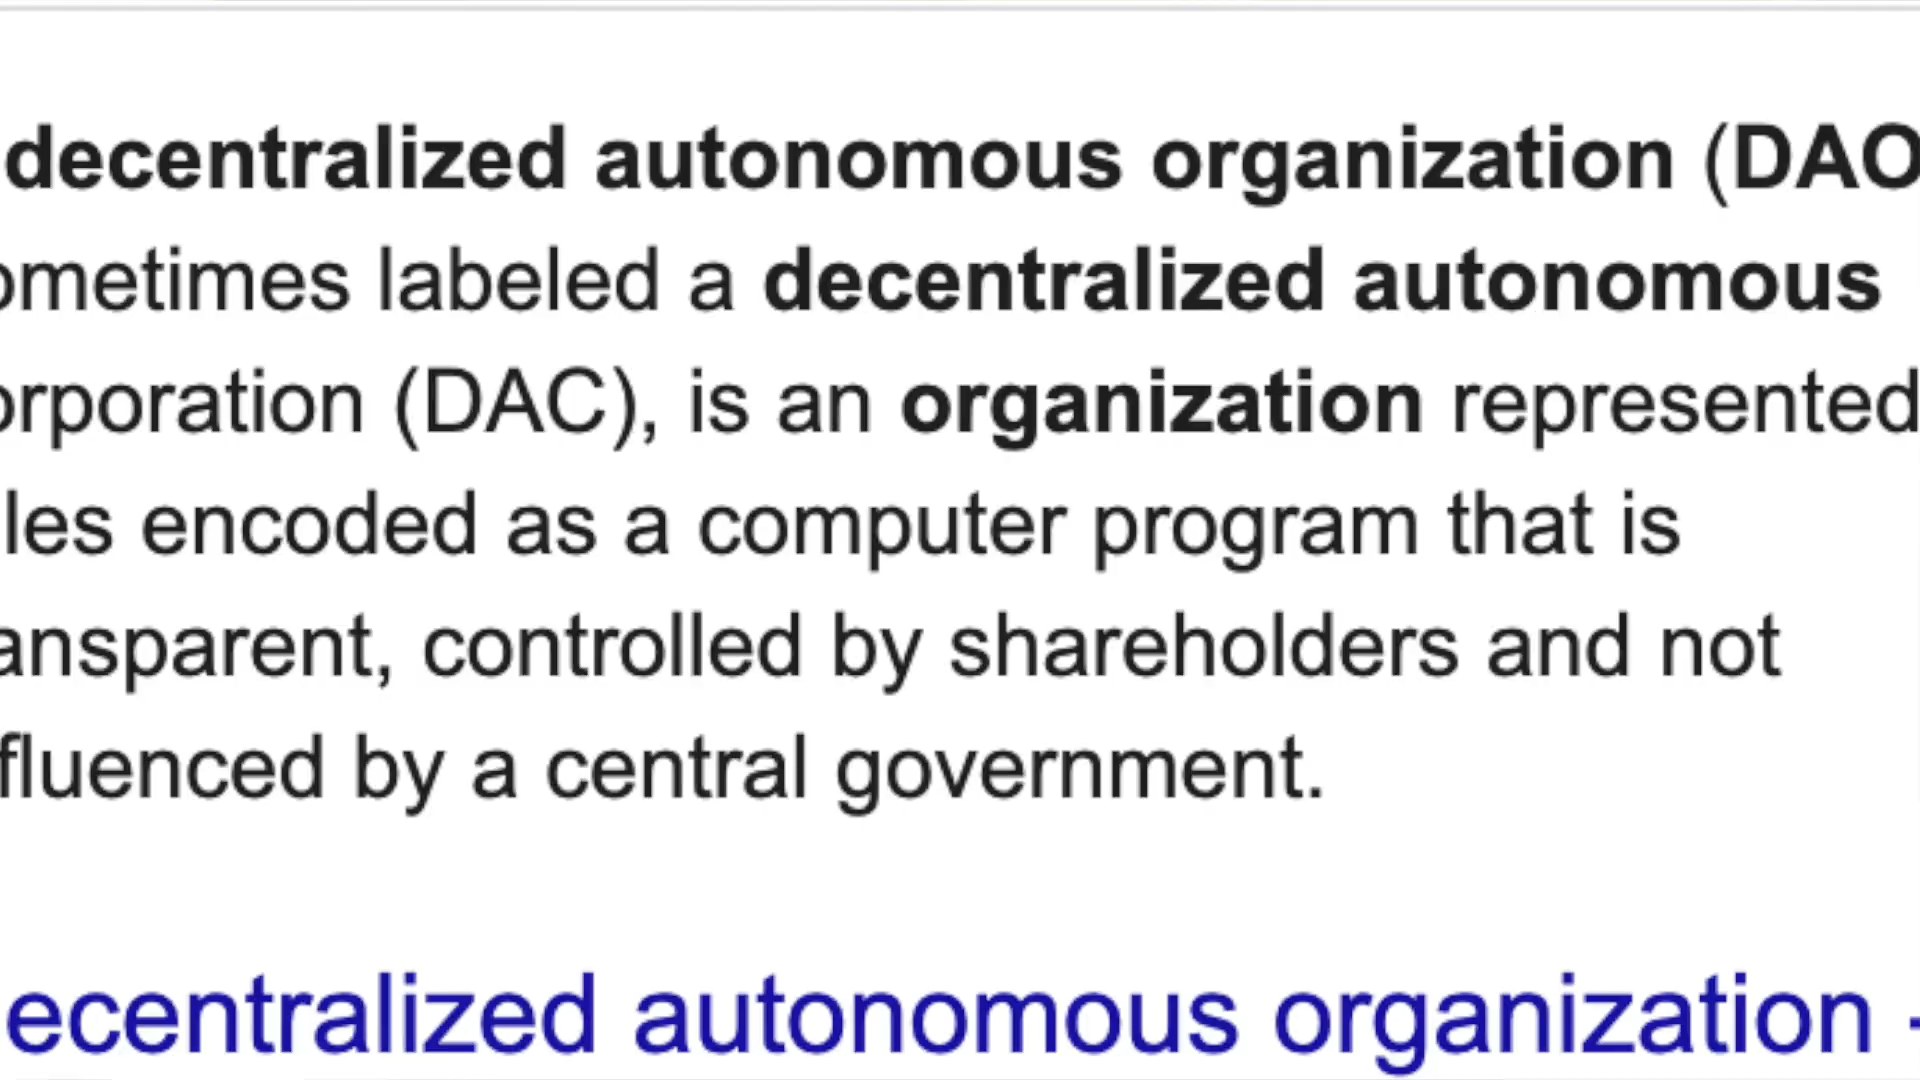 decentralized autonomous organization (DAO
ometimes labeled a decentralized autonomous
orporation (DAC), is an organization represented
les encoded as a computer program that is
ansparent, controlled by shareholders and not
fluenced by a central government.
ecentralized autonomous organization -